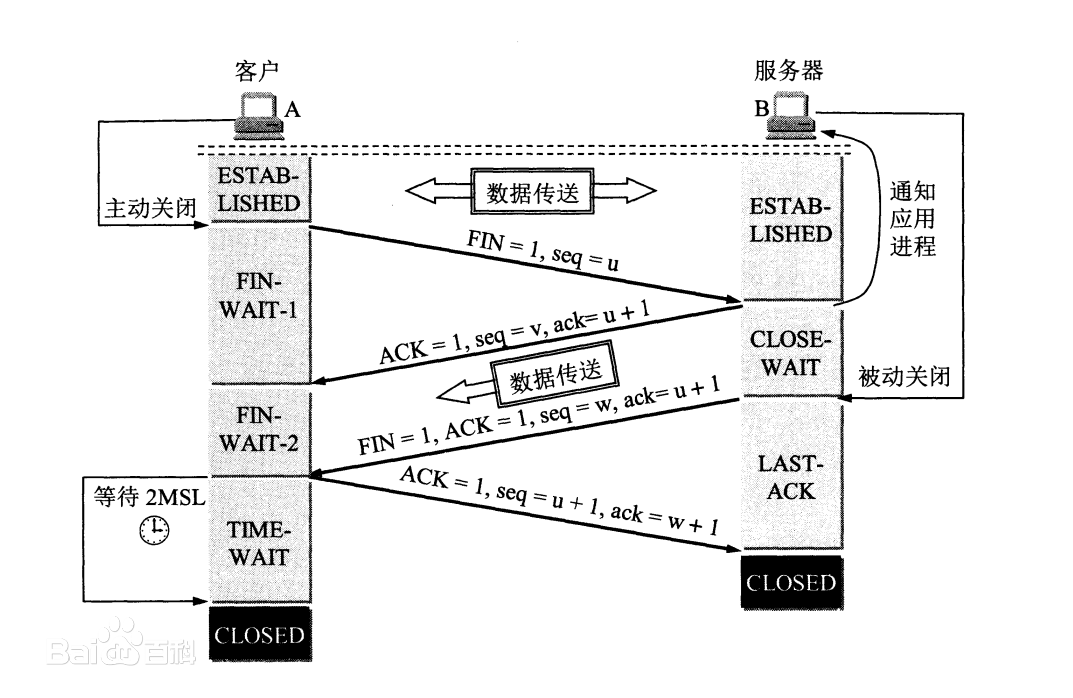 客户
服务器
A
B
ESTAB-
LISHED
数据传送
ESTAB-
LISHED
通知
应用
进程
主动关闭
FIN = 1, seq = u
FIN-
WAIT-1
ACK = 1, seq = v, ack= u + 1
CLOSE-
WAIT
数据传送
被动关闭
FIN-
WAIT-2
FIN = 1, ACK = 1, seq = w, ack= u + 1
LAST-
ACK
ACK = 1, seq = u + 1, ack = w + 1
等待 2MSL
TIME-
WAIT
CLOSED
CLOSED
Bai百科